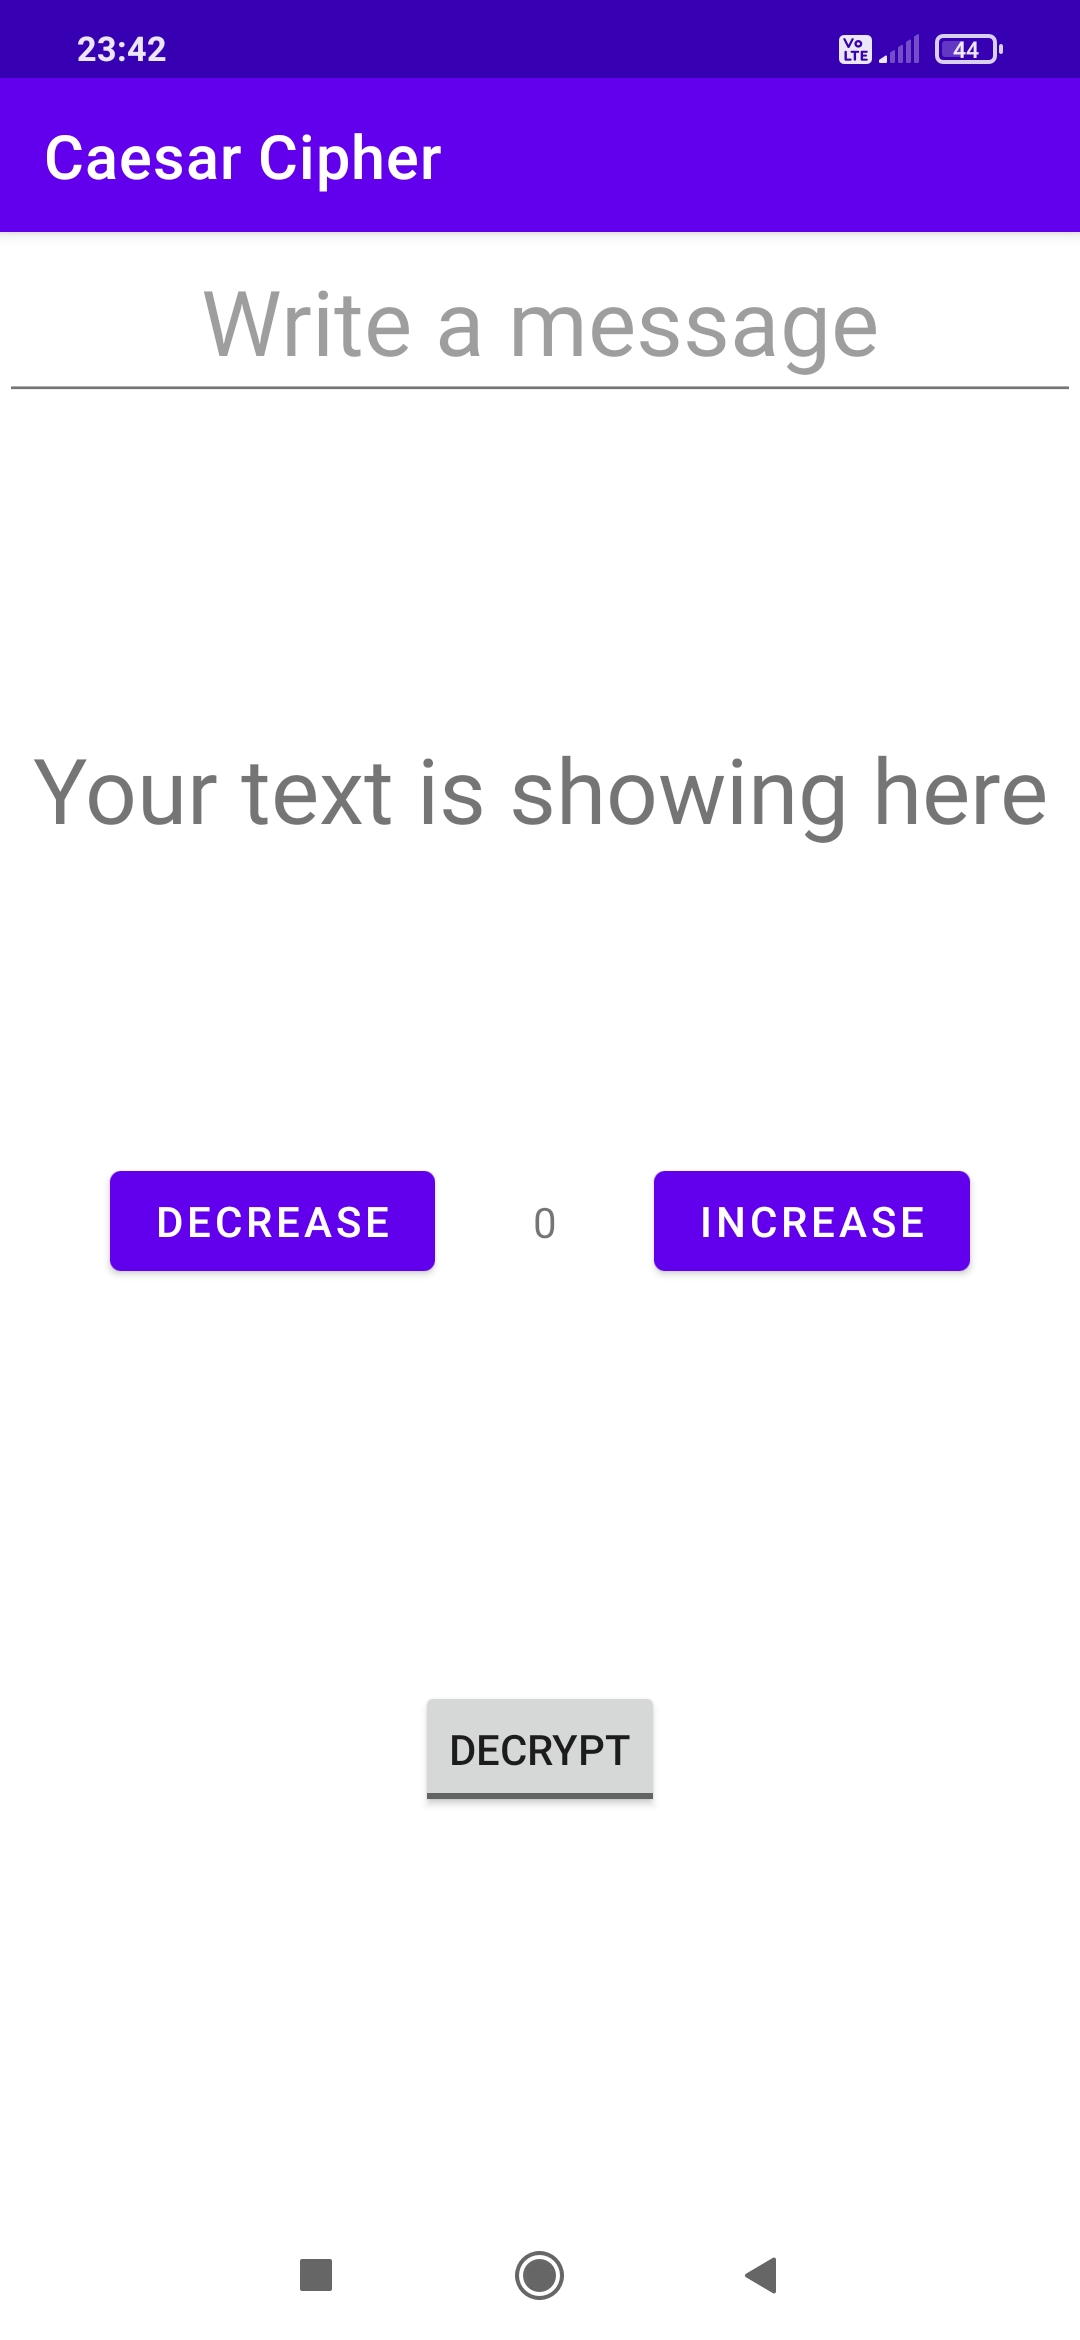 23:42 Vo LTE 44
Caesar Cipher
Write a message
Your text is showing here
DECREASE 0 INCREASE
DECRYPT